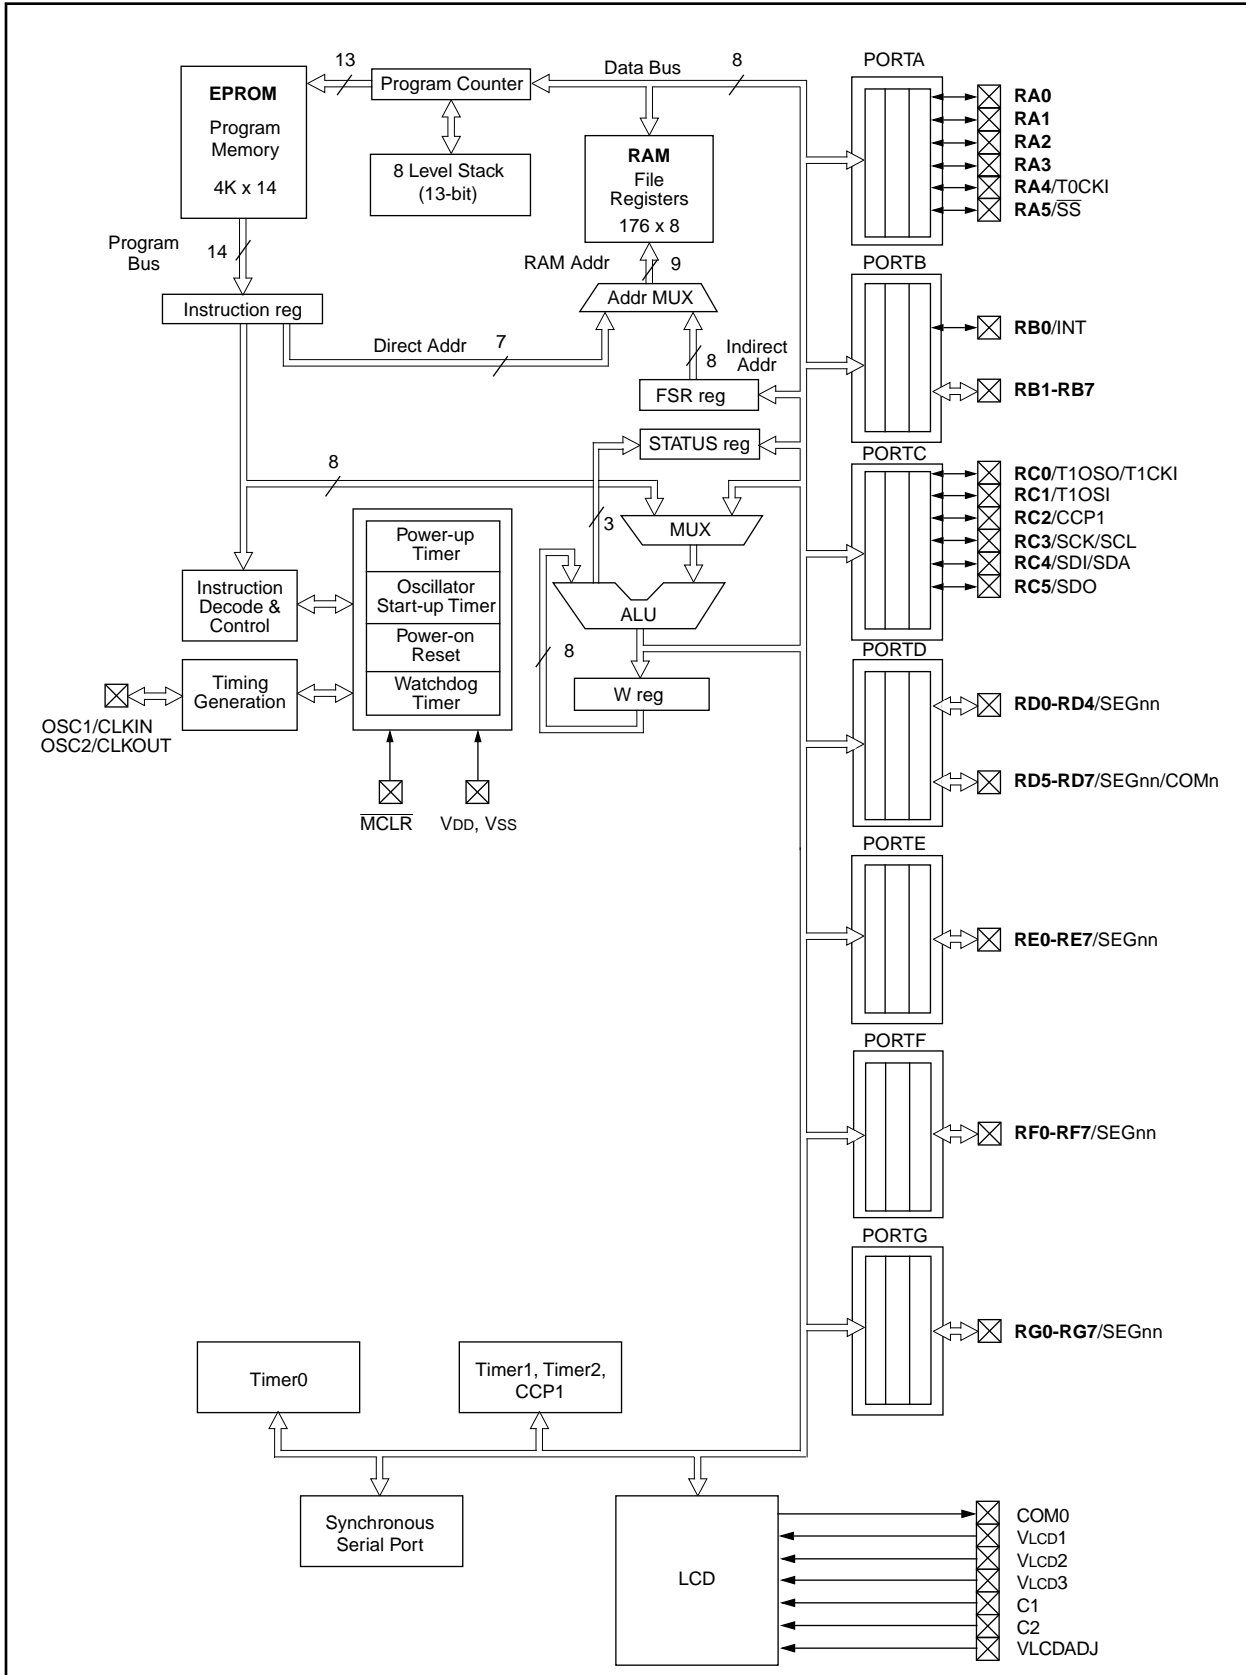 13
Data Bus
8
PORTA
EPROM
Program
Memory
4K x 14
Program Counter
8 Level Stack
(13-bit)
RAM
File
Registers
176 x 8
RA0
RA1
RA2
RA3
RA4/T0CKI
RA5/SS
Program
Bus
14
RAM Addr
9
PORTB
Instruction reg
Addr MUX
RB0/INT
Direct Addr
7
8
Indirect
Addr
FSR reg
RB1-RB7
STATUS reg
PORTC
8
RC0/T1OSO/T1CKI
RC1/T1OSI
RC2/CCP1
RC3/SCK/SCL
RC4/SDI/SDA
RC5/SDO
3
MUX
Power-up
Timer
Oscillator
Start-up Timer
Power-on
Reset
Watchdog
Timer
Instruction
Decode &
Control
ALU
8
W reg
Timing
Generation
OSC1/CLKIN
OSC2/CLKOUT
MCLR
VDD, VSS
PORTD
RD0-RD4/SEGnn
RD5-RD7/SEGnn/COMn
PORTE
RE0-RE7/SEGnn
PORTF
RF0-RF7/SEGnn
PORTG
RG0-RG7/SEGnn
Timer0
Timer1, Timer2,
CCP1
Synchronous
Serial Port
LCD
COM0
VLCD1
VLCD2
VLCD3
C1
C2
VLCDADJ